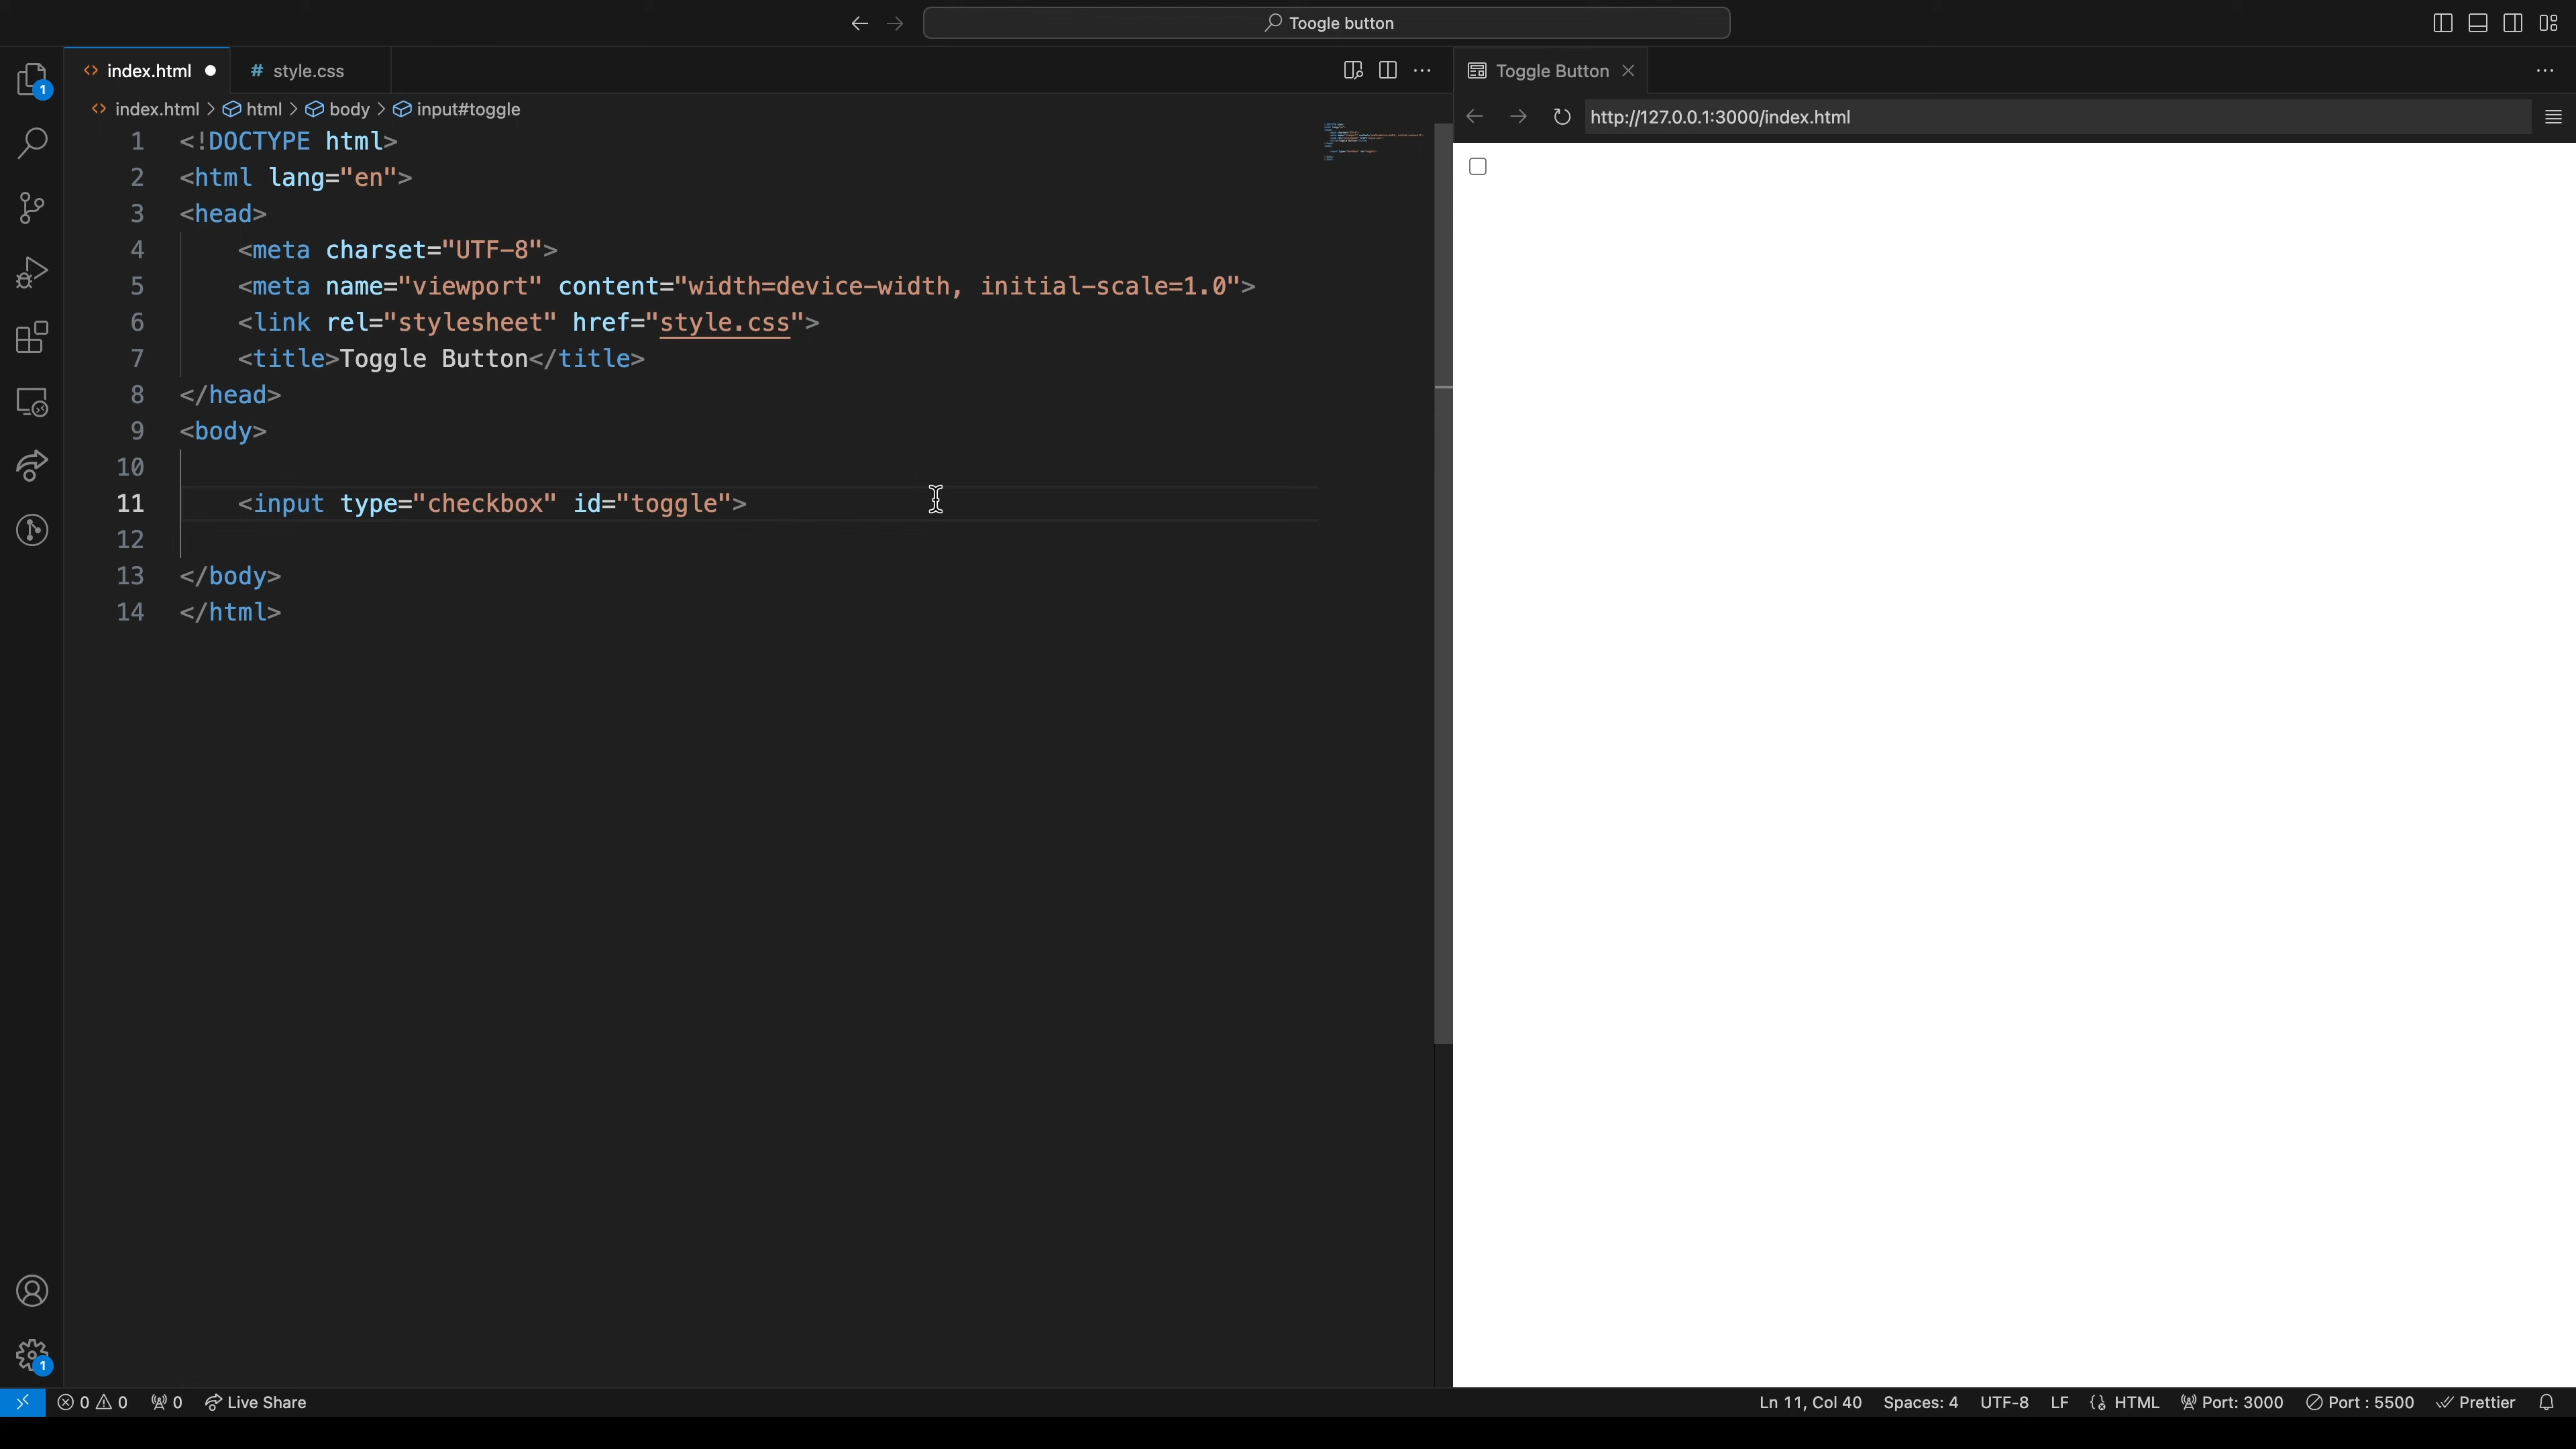 Toogle button
index.html
# style.css
Toggle Button
index.html > html > body > input#toggle
http://127.0.0.1:3000/index.html
1 <!DOCTYPE html>
2 <html lang="en">
3 <head>
4 <meta charset="UTF-8">
5 <meta name="viewport" content="width=device-width, initial-scale=1.0">
6 <link rel="stylesheet" href="style.css">
7 <title>Toggle Button</title>
8 </head>
9 <body>
10
11 <input type="checkbox" id="toggle">
12
13 </body>
14 </html>
1
1
0 0 0 Live Share
Ln 11, Col 40 Spaces: 4 UTF-8 LF HTML Port: 3000 Port : 5500 Prettier